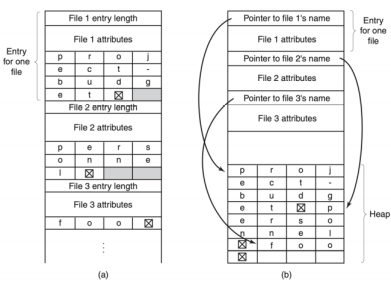 Entry
for one
file
File 1 entry length
File 1 attributes
p r o j
e c t -
b u d g
e t ☒
File 2 entry length
File 2 attributes
p e r s
o n n e
l ☒
File 3 entry length
File 3 attributes
f o o ☒
⋮
(a)
Pointer to file 1's name
File 1 attributes
Pointer to file 2's name
File 2 attributes
Pointer to file 3's name
File 3 attributes
p r o j
e c t -
b u d g
e t ☒ p
e r s o
n n e l
☒ f o o
☒
Entry
for one
file
Heap
(b)